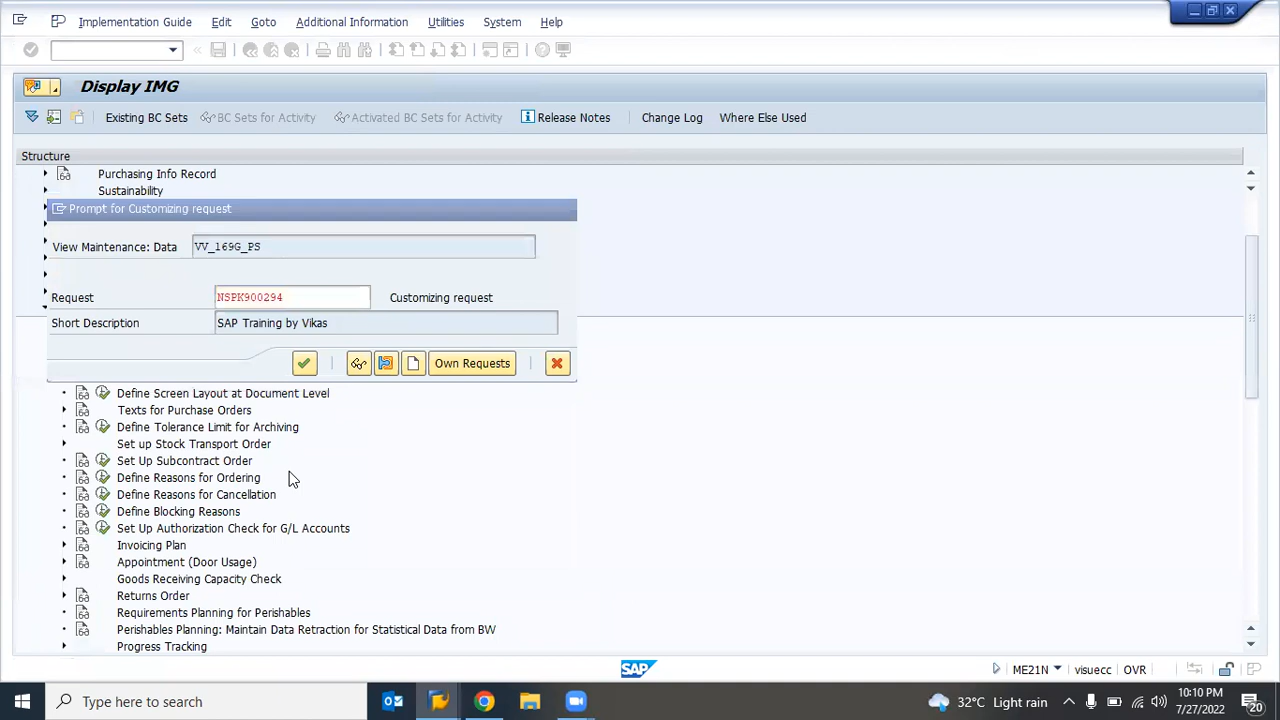 Implementation Guide Edit Goto Additional Information Utilities System Help
Display IMG
Existing BC Sets BC Sets for Activity Activated BC Sets for Activity Release Notes Change Log Where Else Used
Structure
Purchasing Info Record
Sustainability
Prompt for Customizing request
View Maintenance: Data VV_169G_PS
Request NSPK900294 Customizing request
Short Description SAP Training by Vikas
Own Requests
Define Screen Layout at Document Level
Texts for Purchase Orders
Define Tolerance Limit for Archiving
Set up Stock Transport Order
Set Up Subcontract Order
Define Reasons for Ordering
Define Reasons for Cancellation
Define Blocking Reasons
Set Up Authorization Check for G/L Accounts
Invoicing Plan
Appointment (Door Usage)
Goods Receiving Capacity Check
Returns Order
Requirements Planning for Perishables
Perishables Planning: Maintain Data Retraction for Statistical Data from BW
Progress Tracking
SAP ME21N visuecc OVR
Type here to search 32°C Light rain 10:10 PM
7/27/2022 20